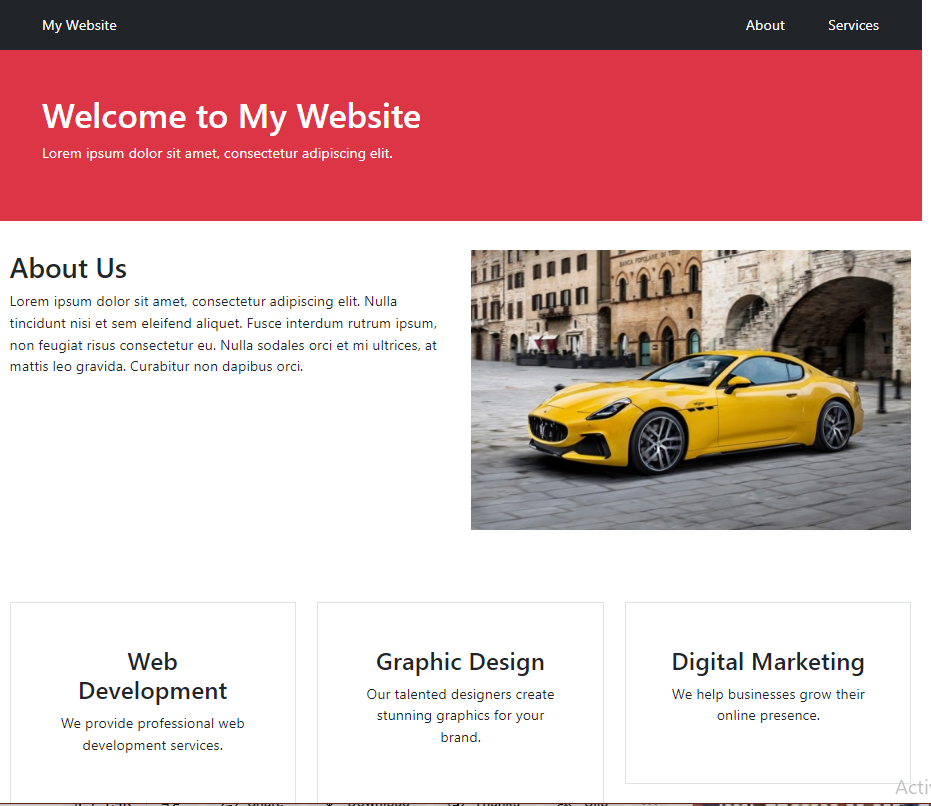 My Website
About
Services
Welcome to My Website
Lorem ipsum dolor sit amet, consectetur adipiscing elit.
About Us
Lorem ipsum dolor sit amet, consectetur adipiscing elit. Nulla
tincidunt nisi et sem eleifend aliquet. Fusce interdum rutrum ipsum,
non feugiat risus consectetur eu. Nulla sodales orci et mi ultrices, at
mattis leo gravida. Curabitur non dapibus orci.
Web
Development
We provide professional web
development services.
Graphic Design
Our talented designers create
stunning graphics for your
brand.
Digital Marketing
We help businesses grow their
online presence.